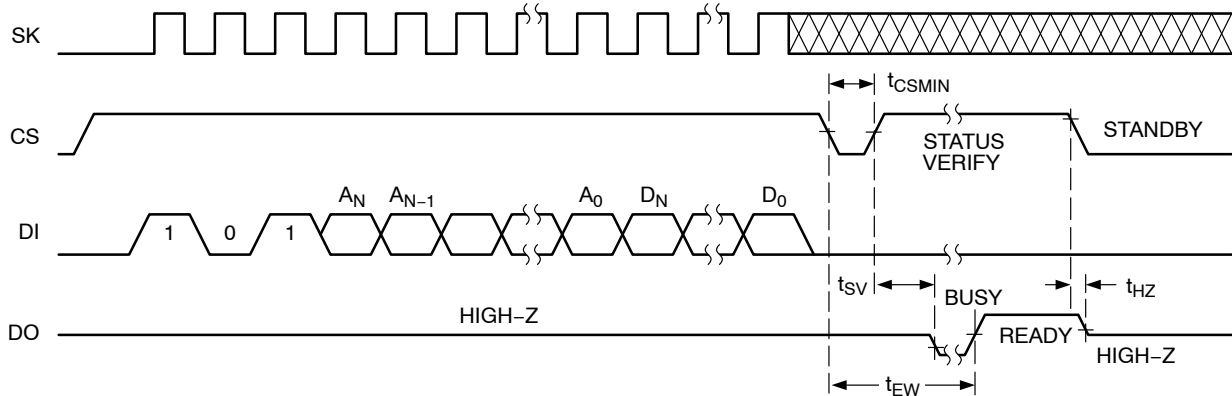 SK
t_CSMIN
CS
STATUS
VERIFY
STANDBY
A_N A_N−1 A_0 D_N D_0
DI
1 0 1
t_SV
BUSY
t_HZ
HIGH−Z
DO
READY
HIGH−Z
t_EW